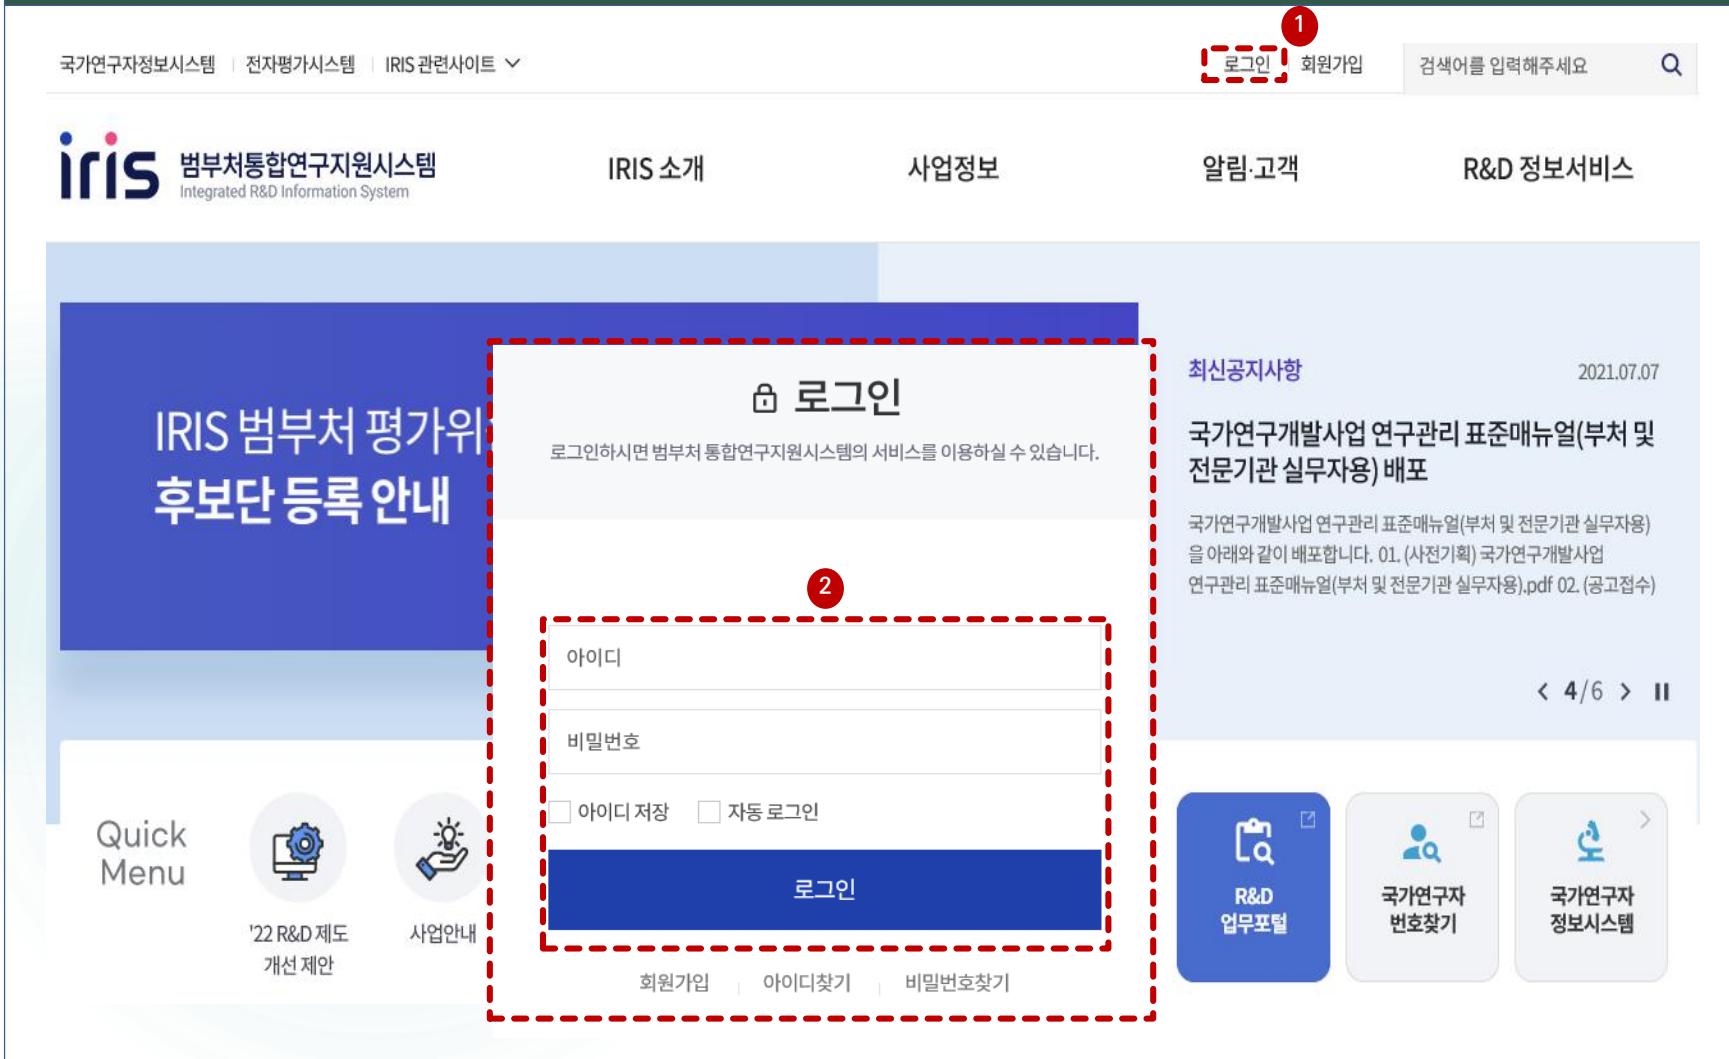 1
국가연구자정보시스템 전자평가시스템 IRIS 관련사이트
로그인 회원가입 검색어를 입력해주세요
iris 범부처통합연구지원시스템
Integrated R&D Information System
IRIS 소개 사업정보 알림·고객 R&D 정보서비스
IRIS 범부처 평가위
후보단 등록 안내
로그인
로그인하시면 범부처 통합연구지원시스템의 서비스를 이용하실 수 있습니다.
2
아이디
비밀번호
아이디 저장 자동 로그인
로그인
회원가입 아이디찾기 비밀번호찾기
최신공지사항 2021.07.07
국가연구개발사업 연구관리 표준매뉴얼(부처 및
전문기관 실무자용) 배포
국가연구개발사업 연구관리 표준매뉴얼(부처 및 전문기관 실무자용)
을 아래와 같이 배포합니다. 01. (사전기획) 국가연구개발사업
연구관리 표준매뉴얼(부처 및 전문기관 실무자용).pdf 02. (공고접수)
4/6
Quick
Menu
'22 R&D 제도
개선 제안
사업안내
R&D
업무포털
국가연구자
번호찾기
국가연구자
정보시스템